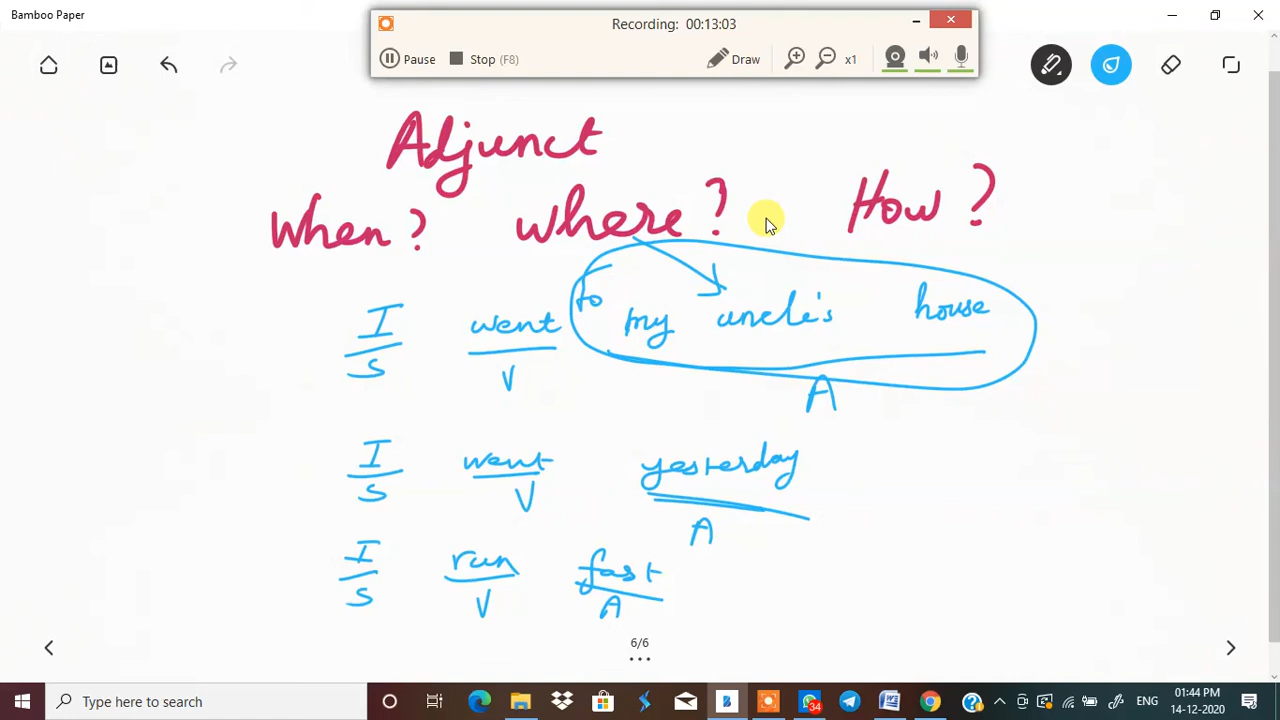 Bamboo Paper
Recording: 00:13:03
Pause Stop (F8) Draw x1
Adjunct
When? where? How?
I went to my uncle's house
S V A
I went yesterday
S V A
I run fast
S V A
6/6
Type here to search
34
ENG
01:44 PM
14-12-2020